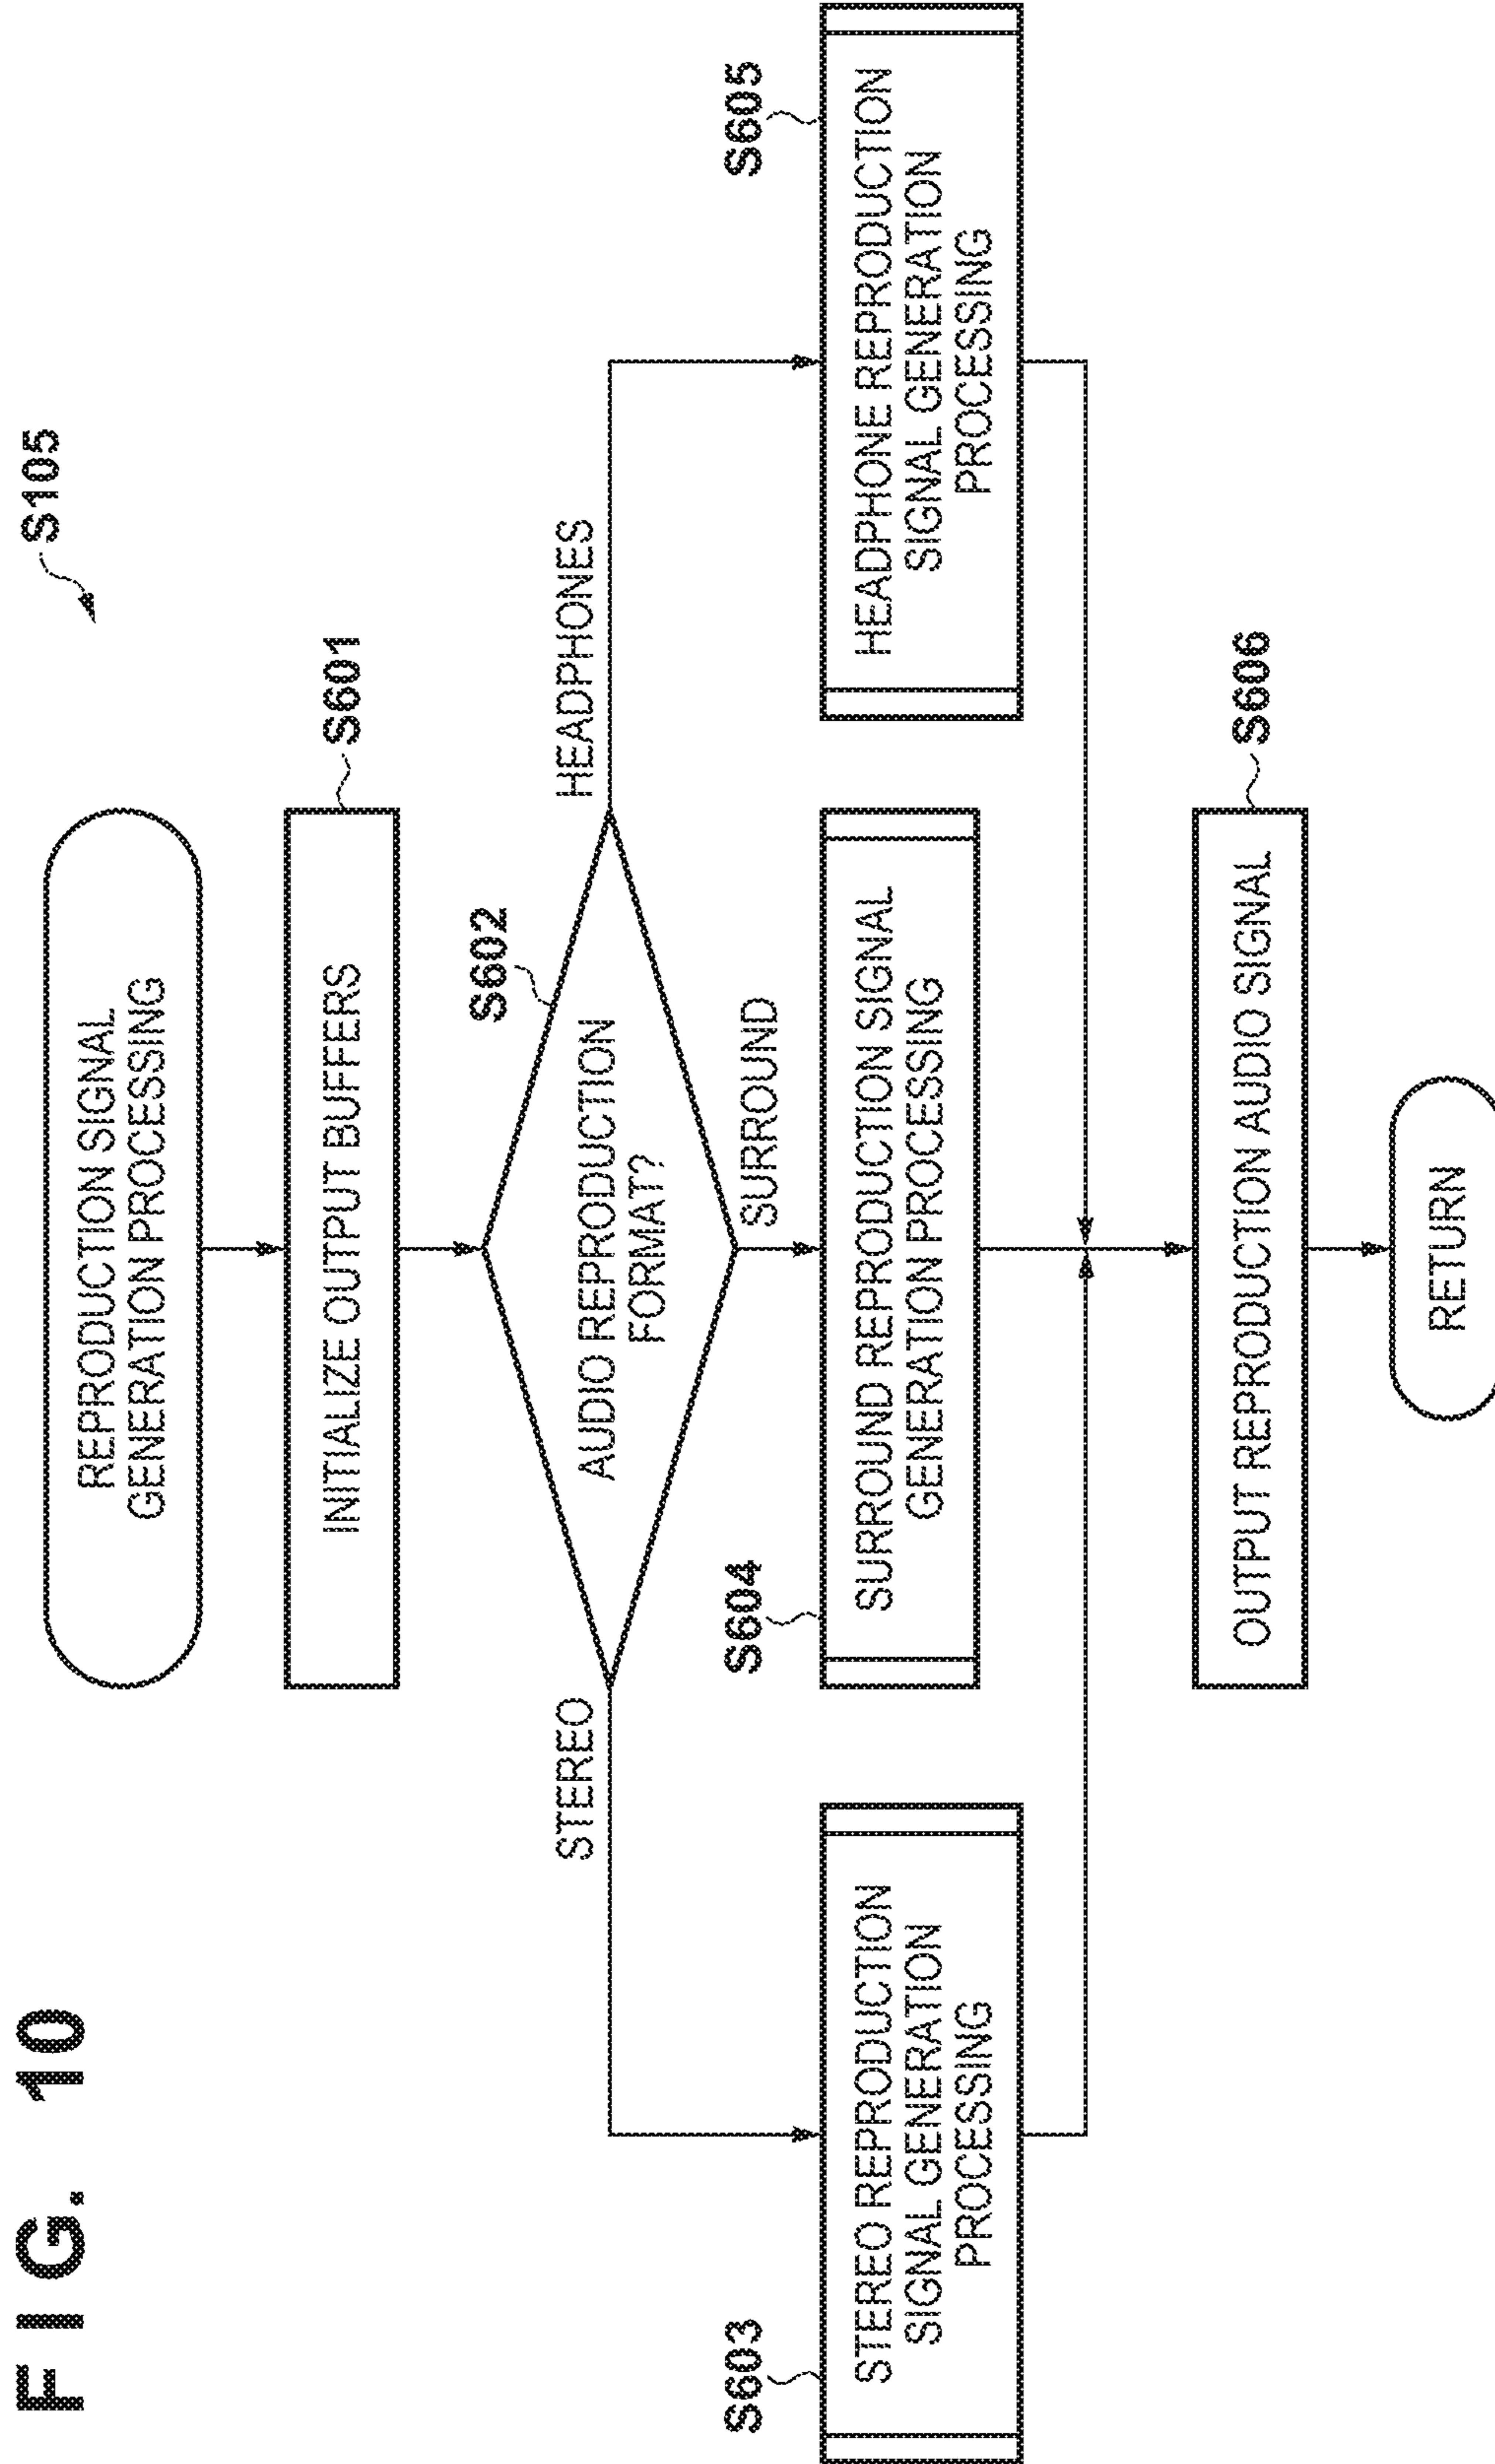 FIG. 10
S105
REPRODUCTION SIGNAL
GENERATION PROCESSING
S601
INITIALIZE OUTPUT BUFFERS
S602
AUDIO REPRODUCTION
FORMAT?
STEREO
HEADPHONES
SURROUND
S603
STEREO REPRODUCTION
SIGNAL GENERATION
PROCESSING
S604
SURROUND REPRODUCTION SIGNAL
GENERATION PROCESSING
S605
HEADPHONE REPRODUCTION
SIGNAL GENERATION
PROCESSING
S606
OUTPUT REPRODUCTION AUDIO SIGNAL
RETURN